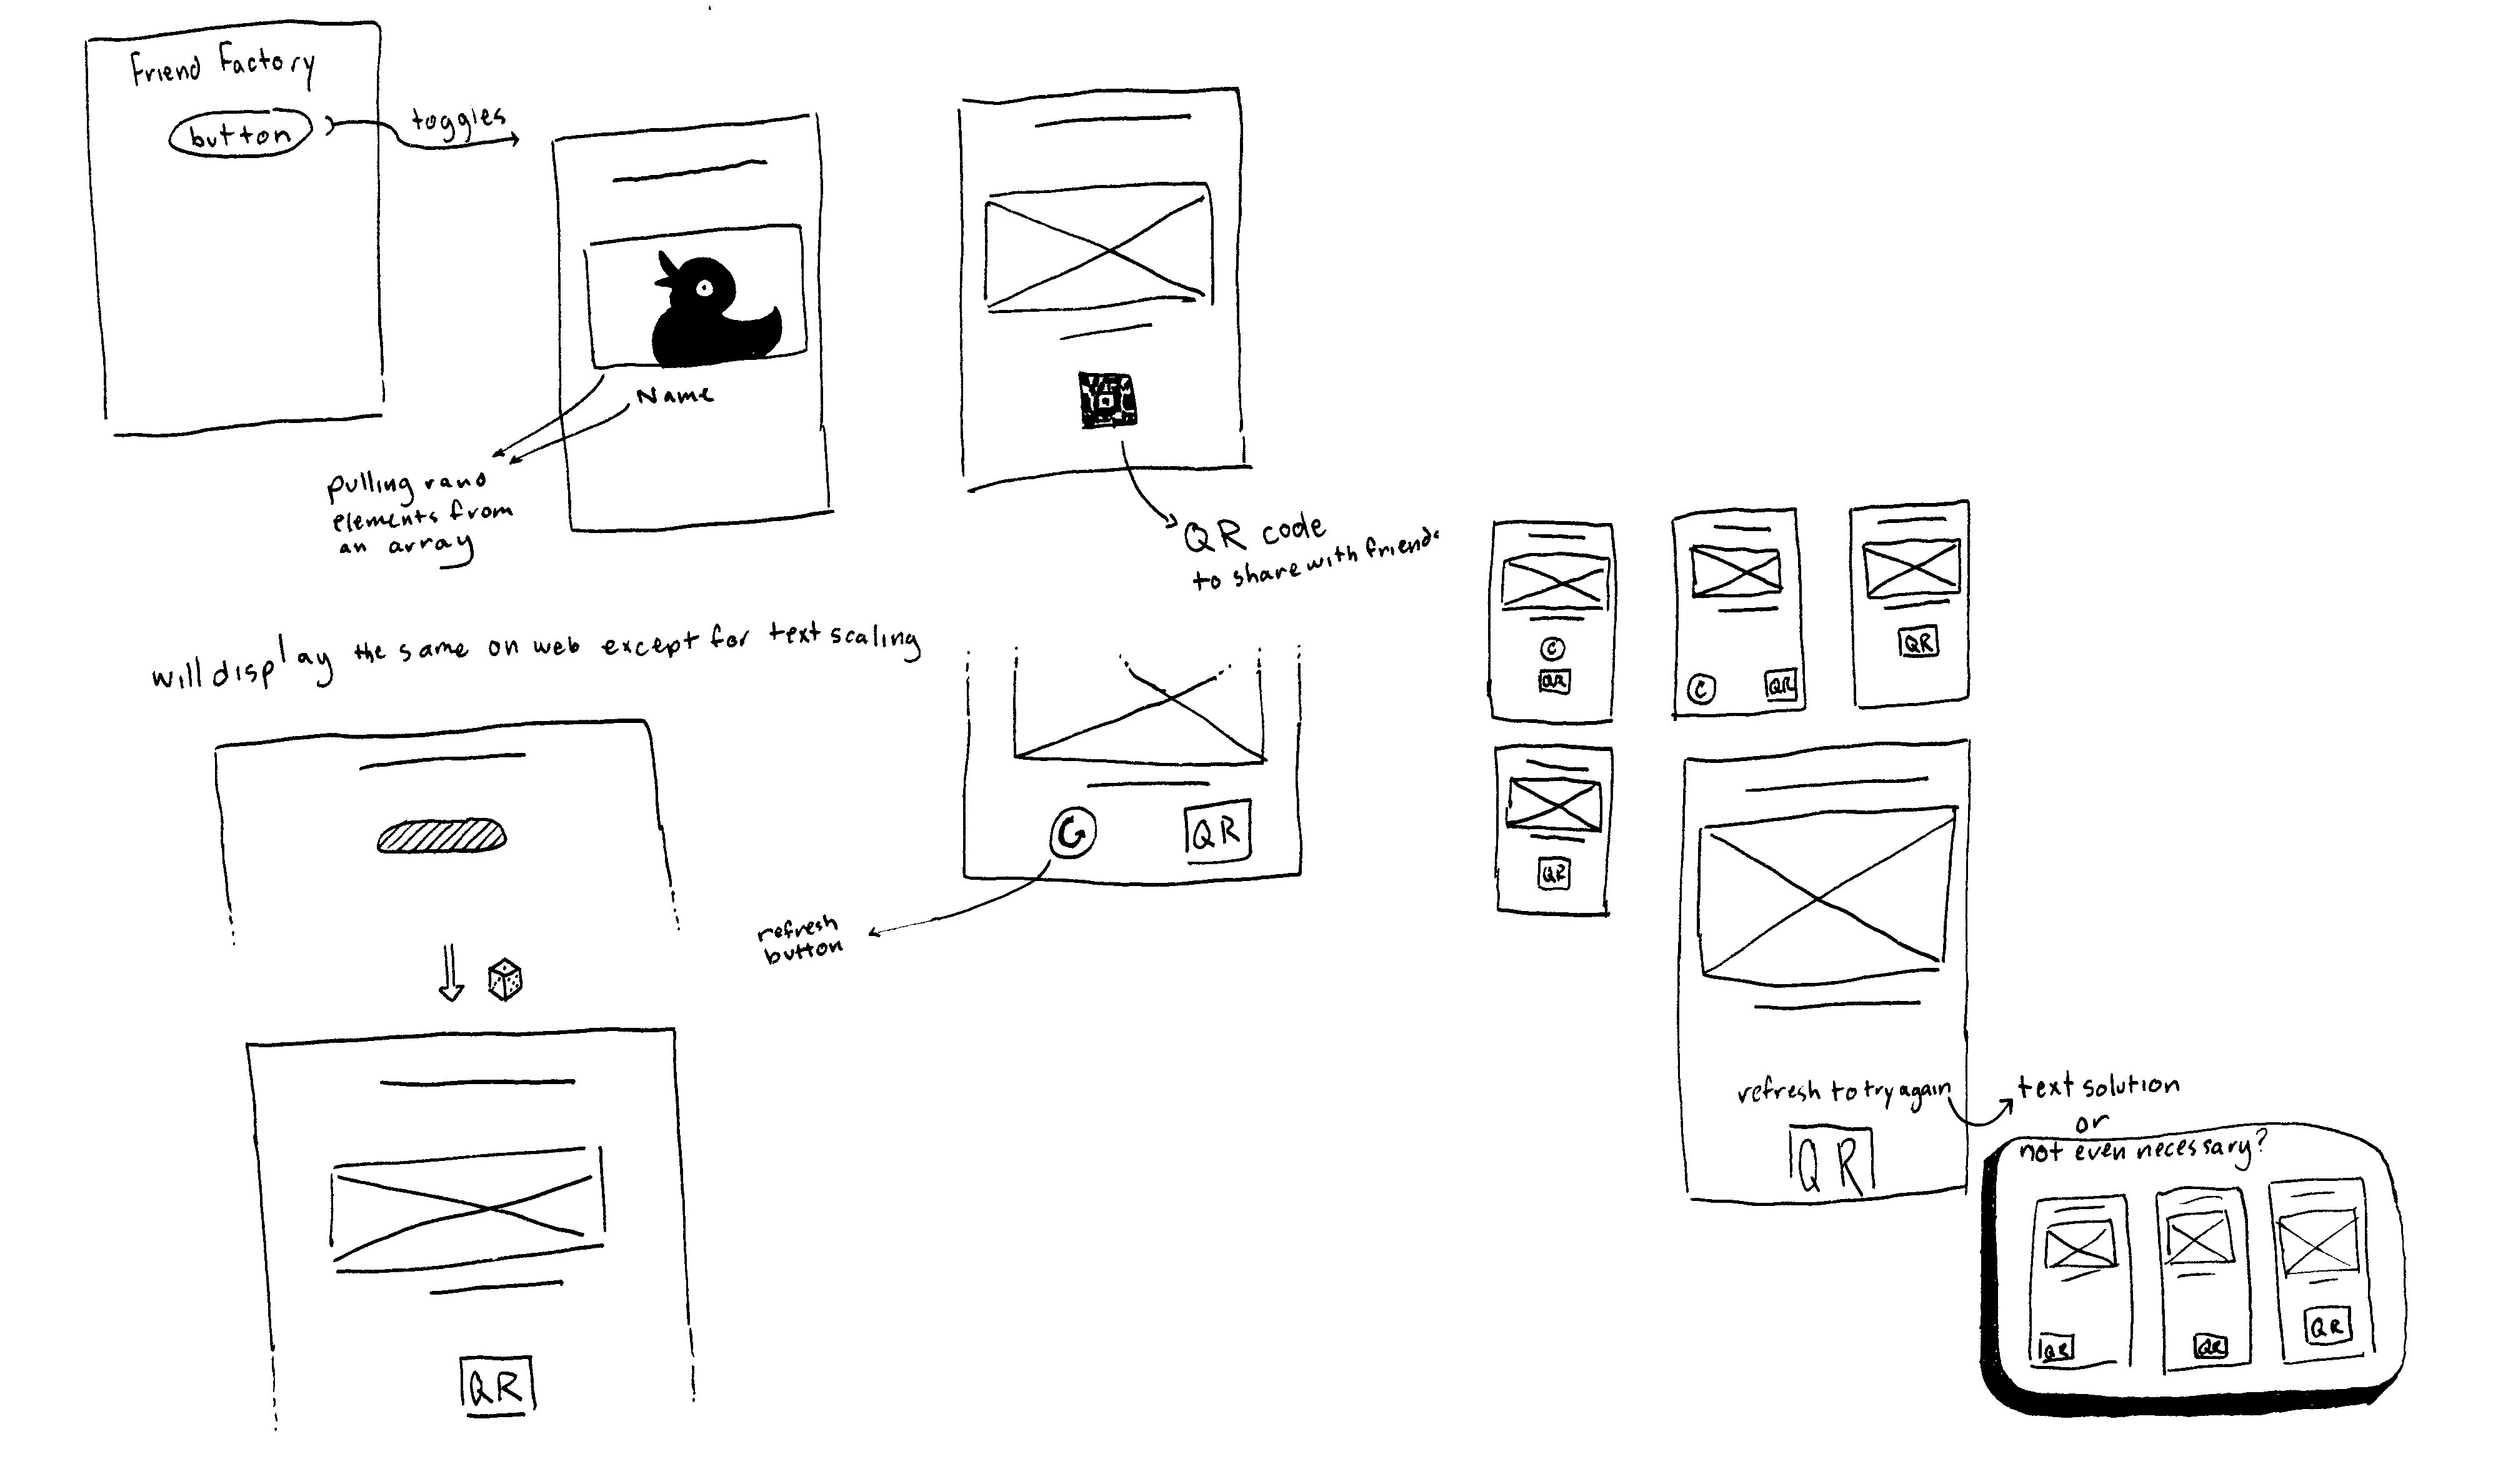 Friend Factory
button
toggles
Name
pulling rand
elements from
an array
QR code
to share with friends
will display the same on web except for text scaling
C
QR
C
QR
QR
QR
QR
refresh
button
QR
refresh to try again
QR
text solution
or
not even necessary?
QR
QR
QR
QR